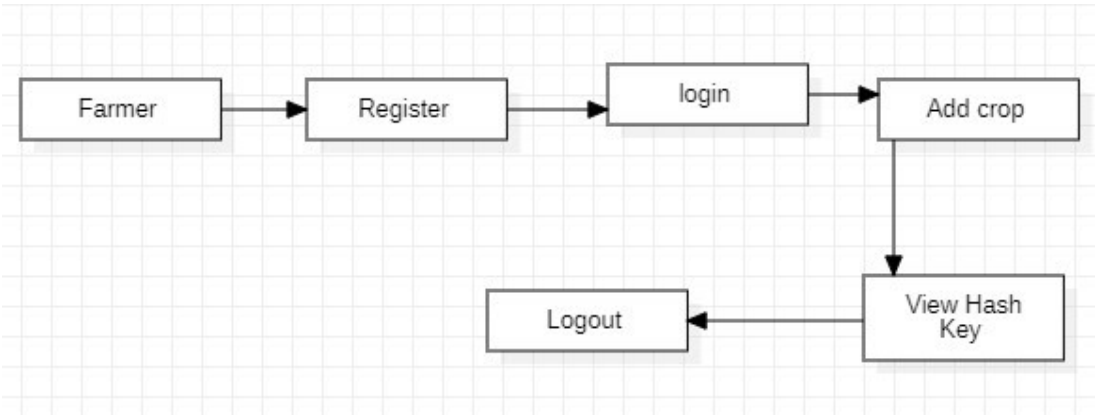 Farmer
Register
login
Add crop
View Hash
Key
Logout